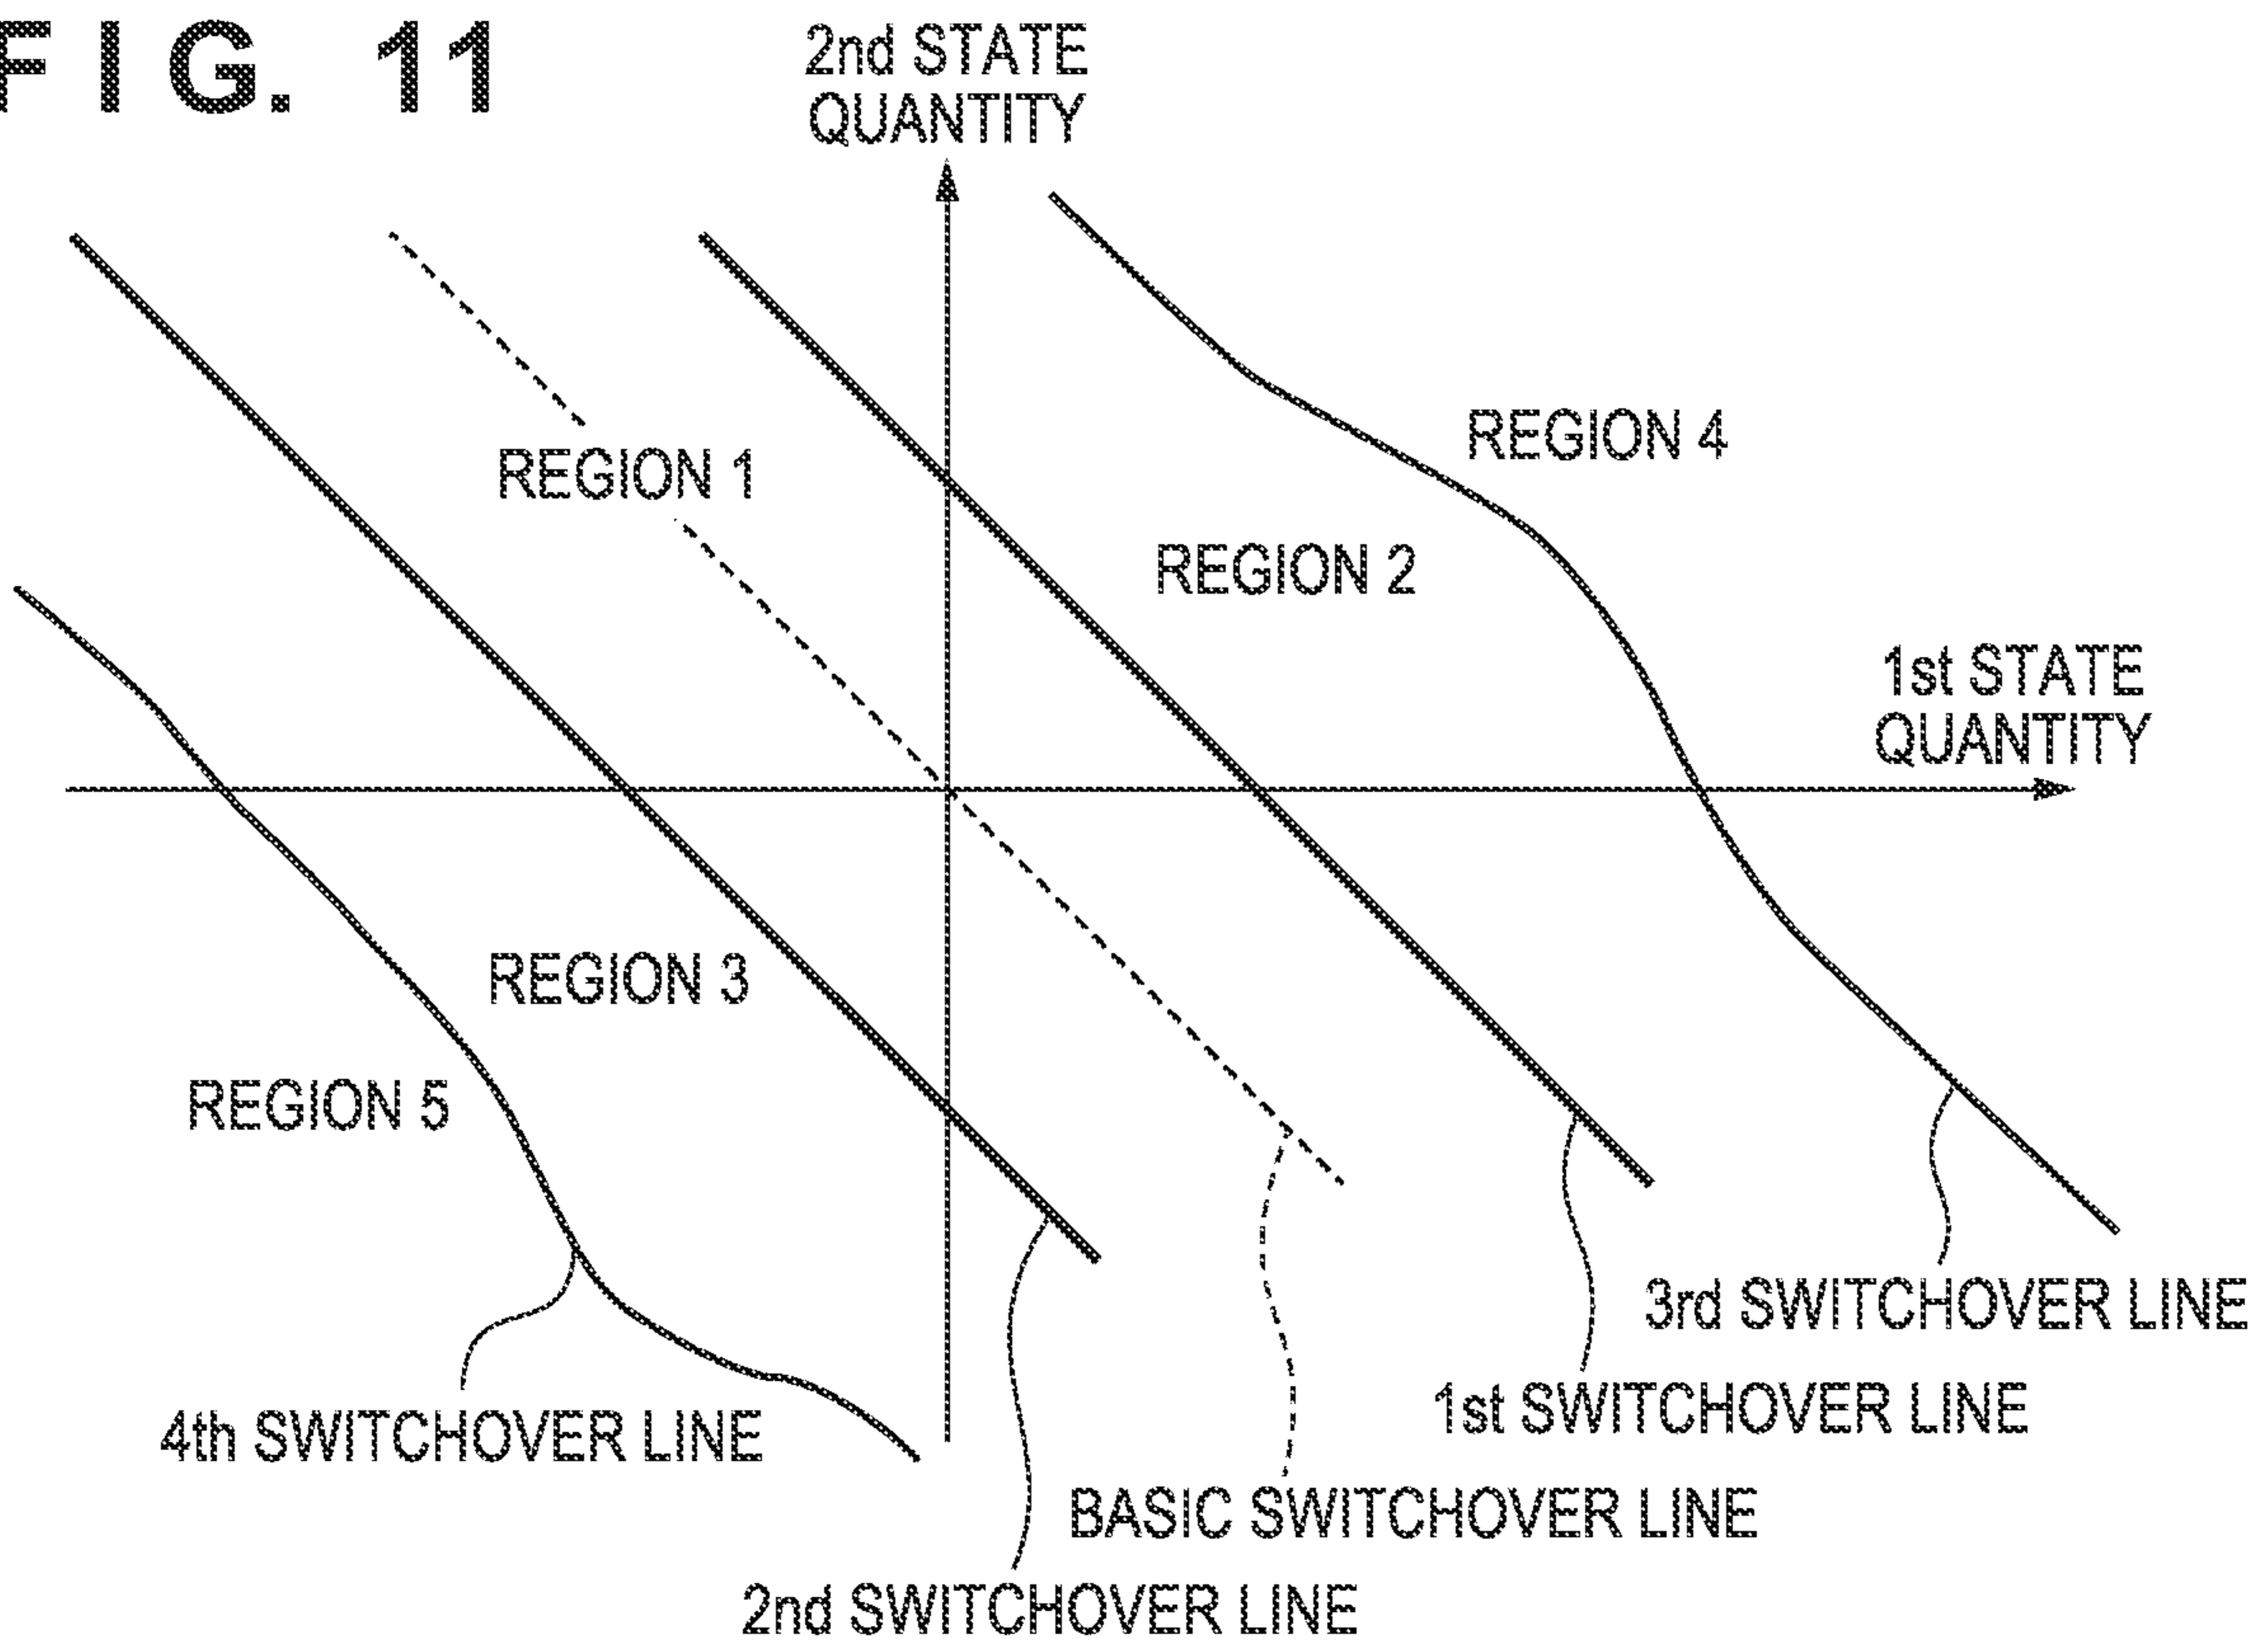 FIG. 11
2nd STATE
QUANTITY
REGION 4
REGION 1
REGION 2
1st STATE
QUANTITY
REGION 3
REGION 5
3rd SWITCHOVER LINE
1st SWITCHOVER LINE
4th SWITCHOVER LINE
BASIC SWITCHOVER LINE
2nd SWITCHOVER LINE